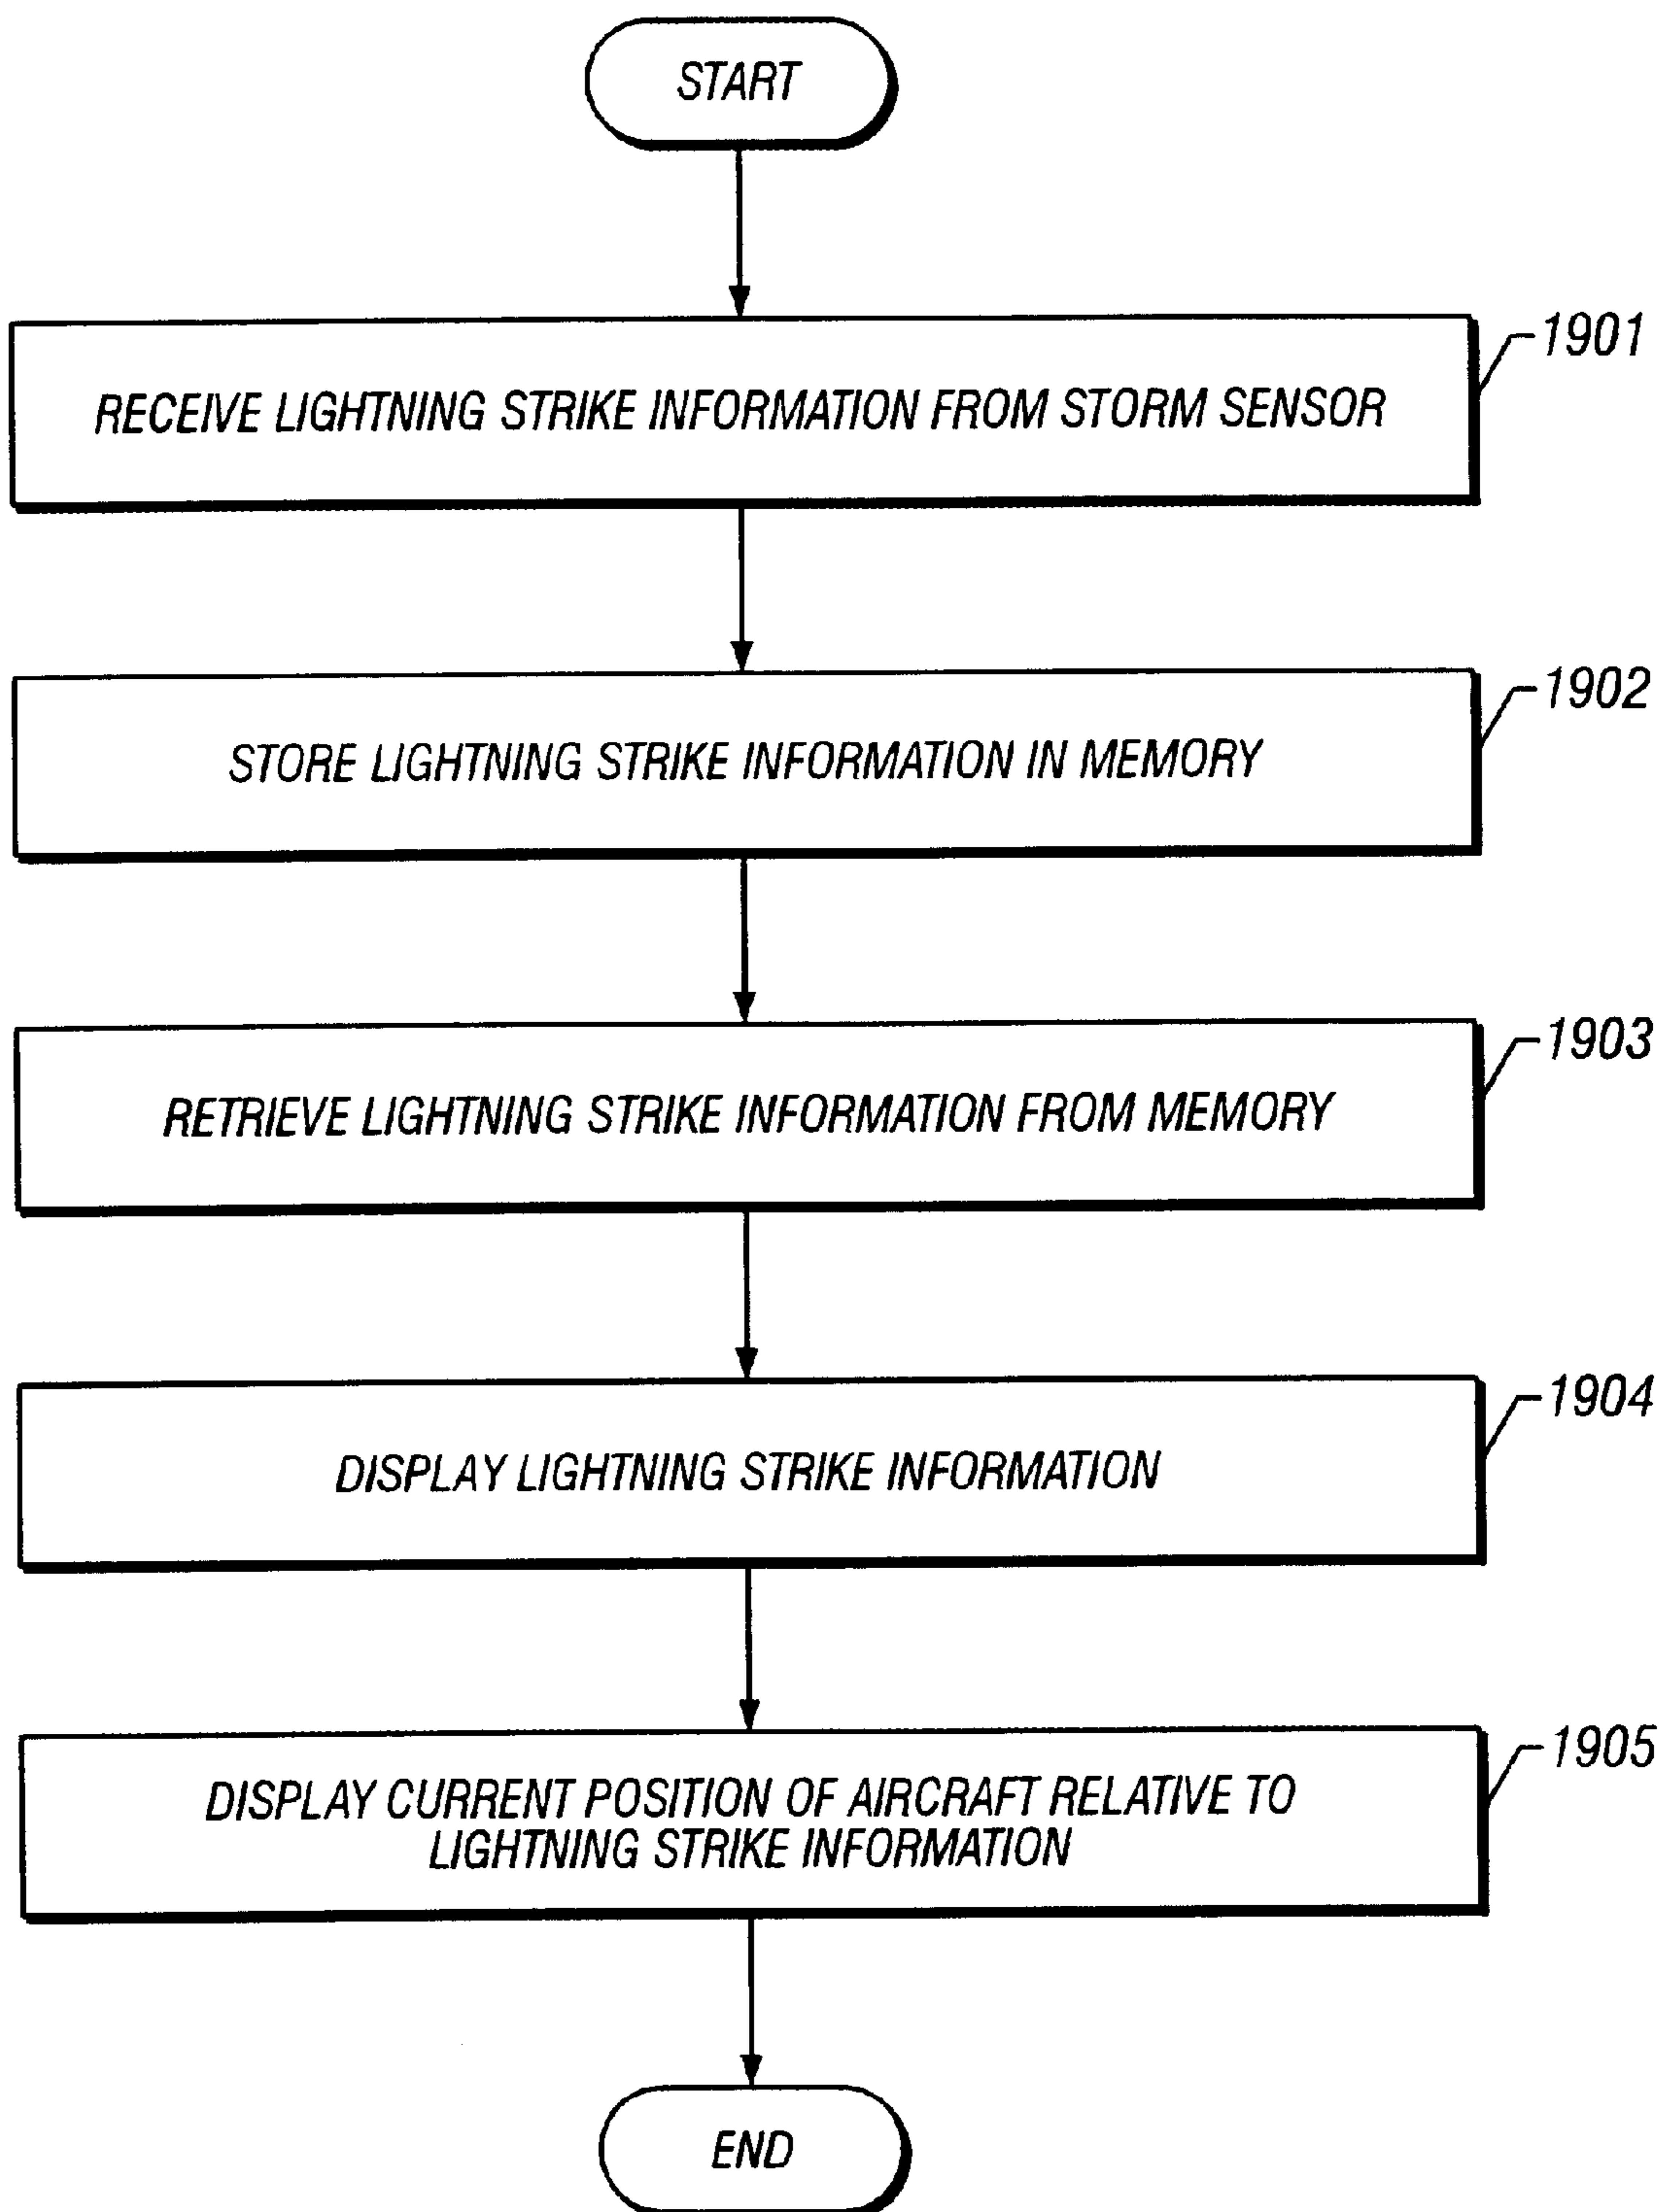 START
1901
RECEIVE LIGHTNING STRIKE INFORMATION FROM STORM SENSOR
1902
STORE LIGHTNING STRIKE INFORMATION IN MEMORY
1903
RETRIEVE LIGHTNING STRIKE INFORMATION FROM MEMORY
1904
DISPLAY LIGHTNING STRIKE INFORMATION
1905
DISPLAY CURRENT POSITION OF AIRCRAFT RELATIVE TO
LIGHTNING STRIKE INFORMATION
END